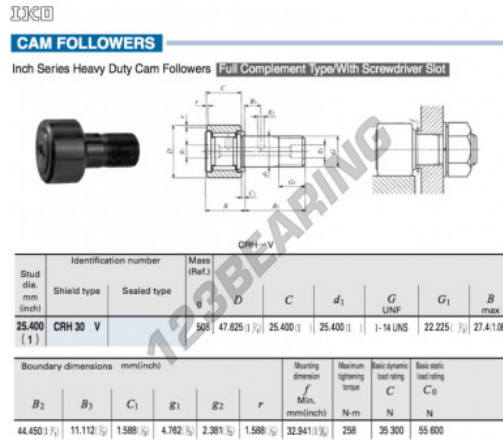 IKO
CAM FOLLOWERS
Inch Series Heavy Duty Cam Followers Full Complement Type/With Screwdriver Slot
CRH…V
123BEARING
Stud dia. mm (inch) Identification number Mass (Ref.) g
Shield type Sealed type D C d1 G UNF G1 B max
25.400 (1) CRH 30 V 508 47.625 25.400 (1) 25.400 (1) 1-14 UNS 22.225 27.4
Boundary dimensions mm(inch) Mounting dimension f Min. mm(inch) Maximum tightening torque N-m Basic dynamic load rating C N Basic static load rating C0 N
B2 B3 C1 g1 g2 r
44.450 11.112 1.588 4.762 2.381 1.588 32.941 258 35 300 55 600